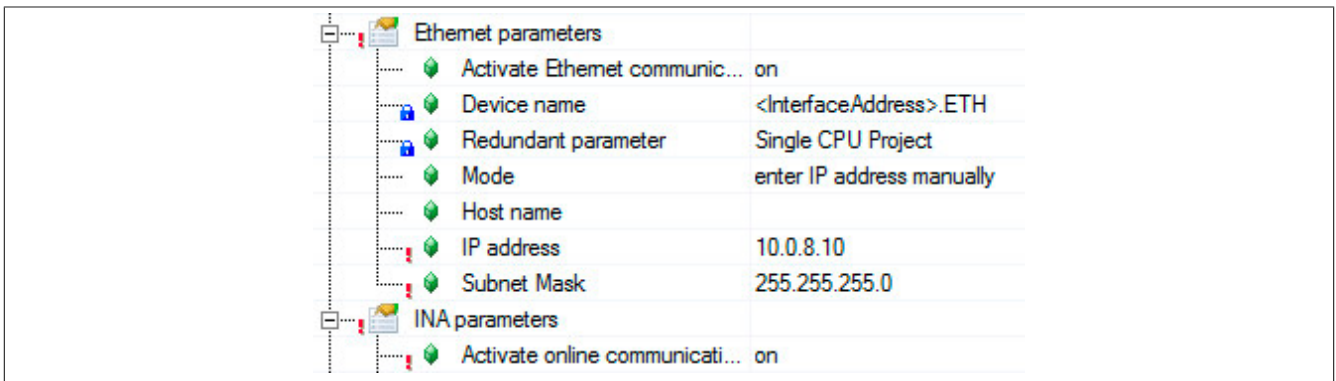 Ethernet parameters
Activate Ethernet communic... on
Device name <InterfaceAddress>.ETH
Redundant parameter Single CPU Project
Mode enter IP address manually
Host name
IP address 10.0.8.10
Subnet Mask 255.255.255.0
INA parameters
Activate online communicati... on